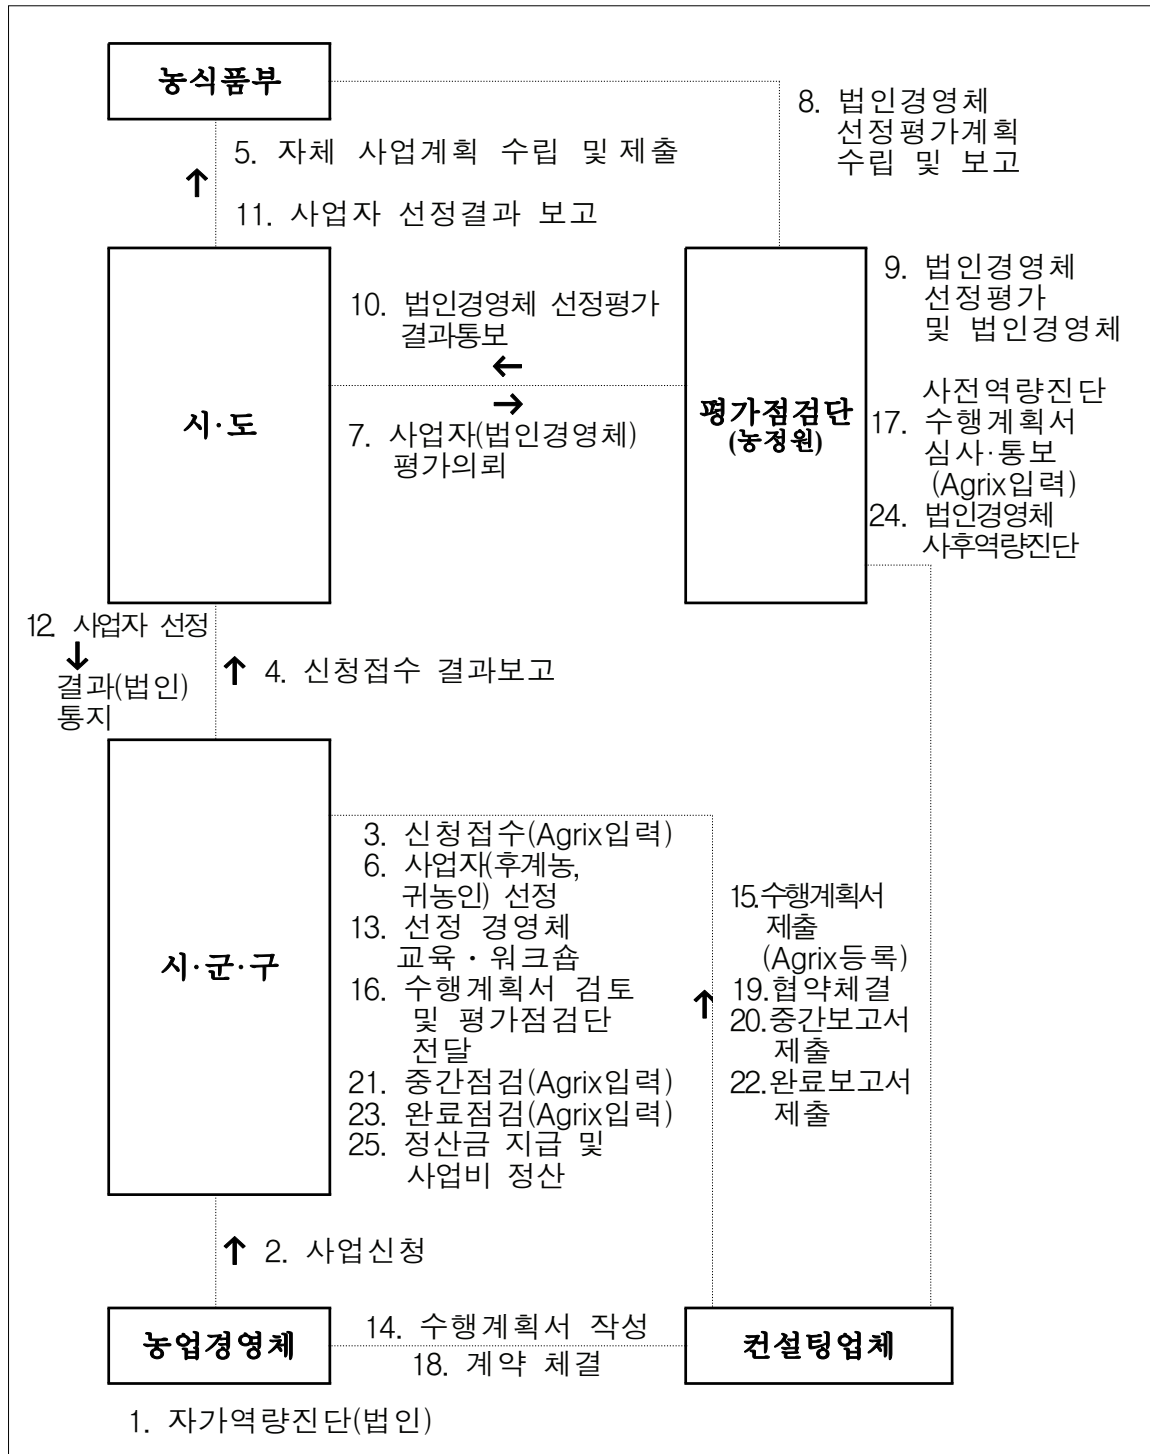 농식품부
8. 법인경영체
선정평가계획
수립 및 보고
5. 자체 사업계획 수립 및 제출
↑
11. 사업자 선정결과 보고
시·도
10. 법인경영체 선정평가
결과통보
←
→
7. 사업자(법인경영체)
평가의뢰
평가점검단
(농정원)
9. 법인경영체
선정평가
및 법인경영체
사전역량진단
17. 수행계획서
심사·통보
(Agrix입력)
24. 법인경영체
사후역량진단
12. 사업자 선정
↓
결과(법인)
통지
↑ 4. 신청접수 결과보고
시·군·구
3. 신청접수(Agrix입력)
6. 사업자(후계농,
귀농인) 선정
13. 선정 경영체
교육·워크숍
16. 수행계획서 검토
및 평가점검단
전달
21. 중간점검(Agrix입력)
23. 완료점검(Agrix입력)
25. 정산금 지급 및
사업비 정산
↑
15.수행계획서
제출
(Agrix등록)
19.협약체결
20.중간보고서
제출
22.완료보고서
제출
↑ 2. 사업신청
농업경영체
14. 수행계획서 작성
18. 계약 체결
컨설팅업체
1. 자가역량진단(법인)